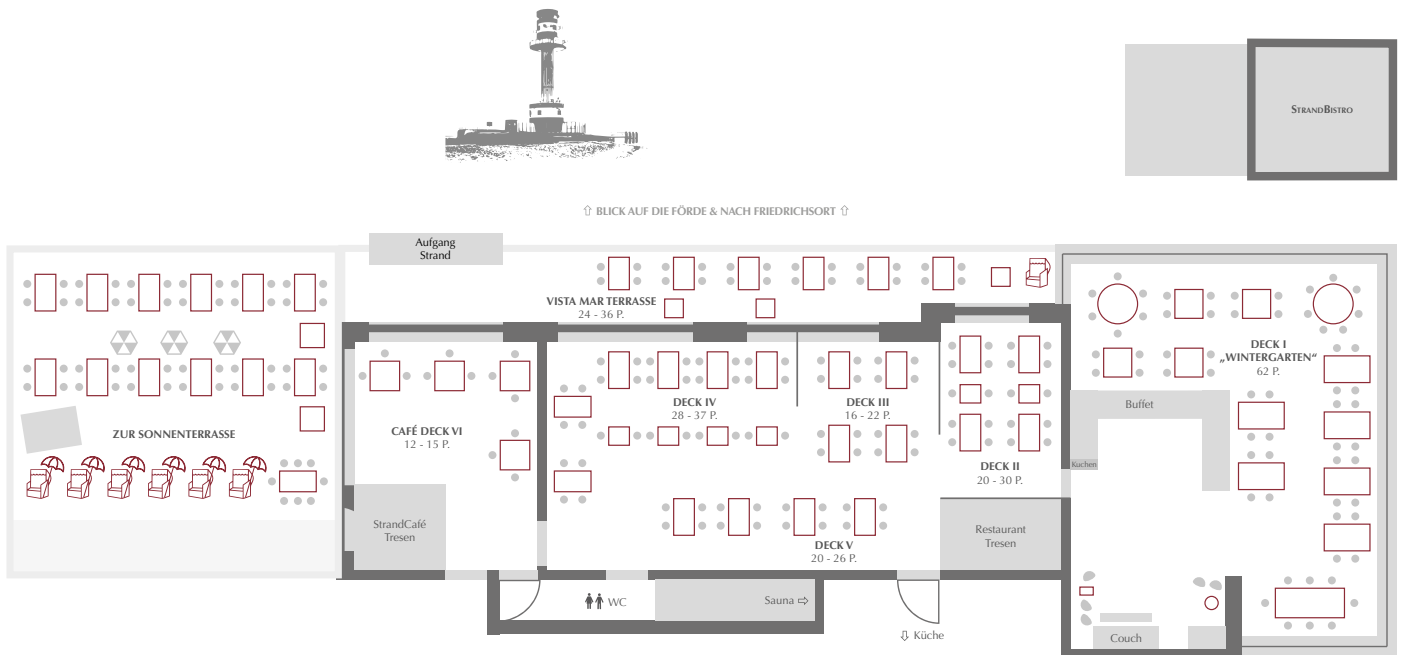 STRANDBISTRO
⇧ BLICK AUF DIE FÖRDE & NACH FRIEDRICHSORT ⇧
Aufgang
Strand
VISTA MAR TERRASSE
24 - 36 P.
DECK I
„WINTERGARTEN“
62 P.
DECK IV
28 - 37 P.
DECK III
16 - 22 P.
Buffet
ZUR SONNENTERRASSE
CAFÉ DECK VI
12 - 15 P.
DECK II
20 - 30 P.
Kuchen
StrandCafé
Tresen
Restaurant
Tresen
DECK V
20 - 26 P.
WC
Sauna ⇨
⇩ Küche
Couch